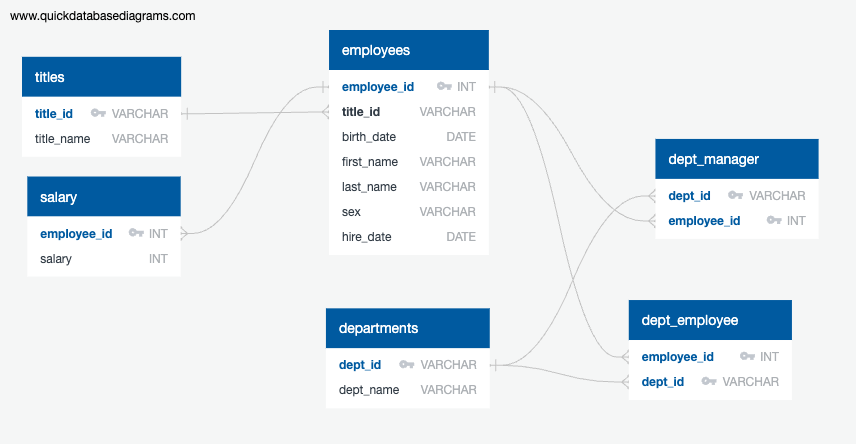 www.quickdatabasediagrams.com
titles
title_id VARCHAR
title_name VARCHAR
salary
employee_id INT
salary INT
employees
employee_id INT
title_id VARCHAR
birth_date DATE
first_name VARCHAR
last_name VARCHAR
sex VARCHAR
hire_date DATE
departments
dept_id VARCHAR
dept_name VARCHAR
dept_manager
dept_id VARCHAR
employee_id INT
dept_employee
employee_id INT
dept_id VARCHAR